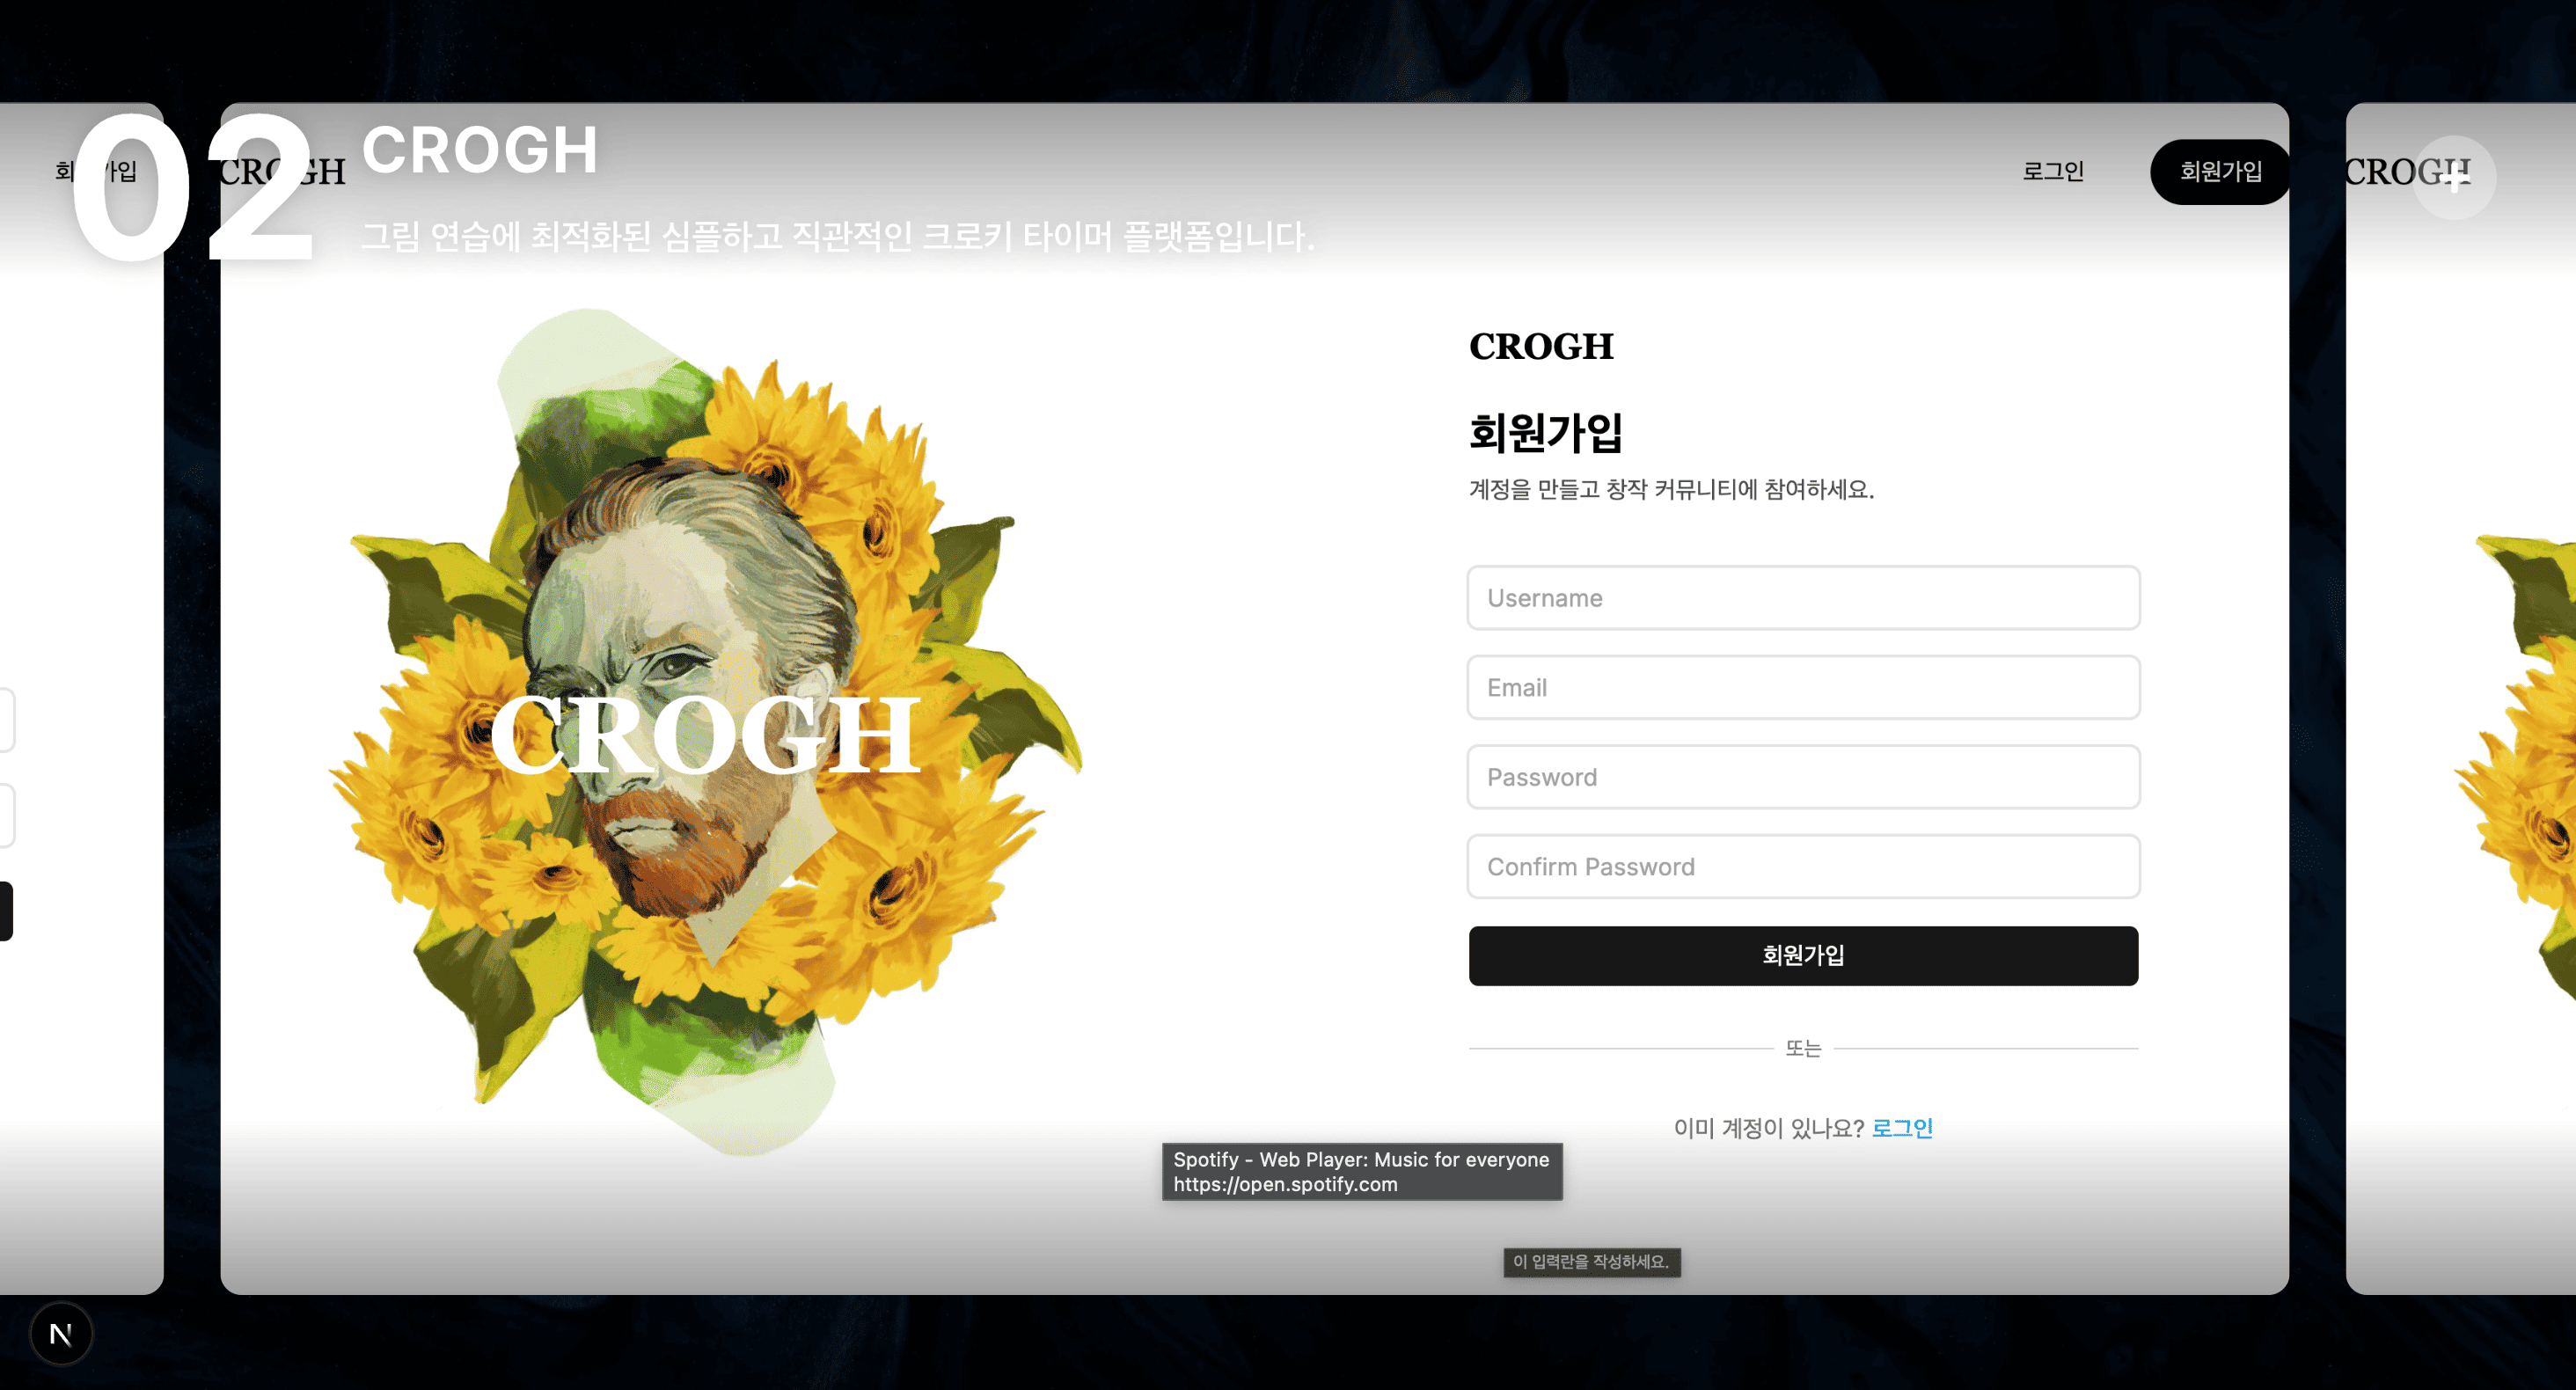 02
CROGH
그림 연습에 최적화된 심플하고 직관적인 크로키 타이머 플랫폼입니다.
회원가입
CROGH
로그인
회원가입
CROGH
+
CROGH
회원가입
계정을 만들고 창작 커뮤니티에 참여하세요.
CROGH
Username
Email
Password
Confirm Password
회원가입
또는
이미 계정이 있나요? 로그인
Spotify - Web Player: Music for everyone
https://open.spotify.com
이 입력란을 작성하세요.
N